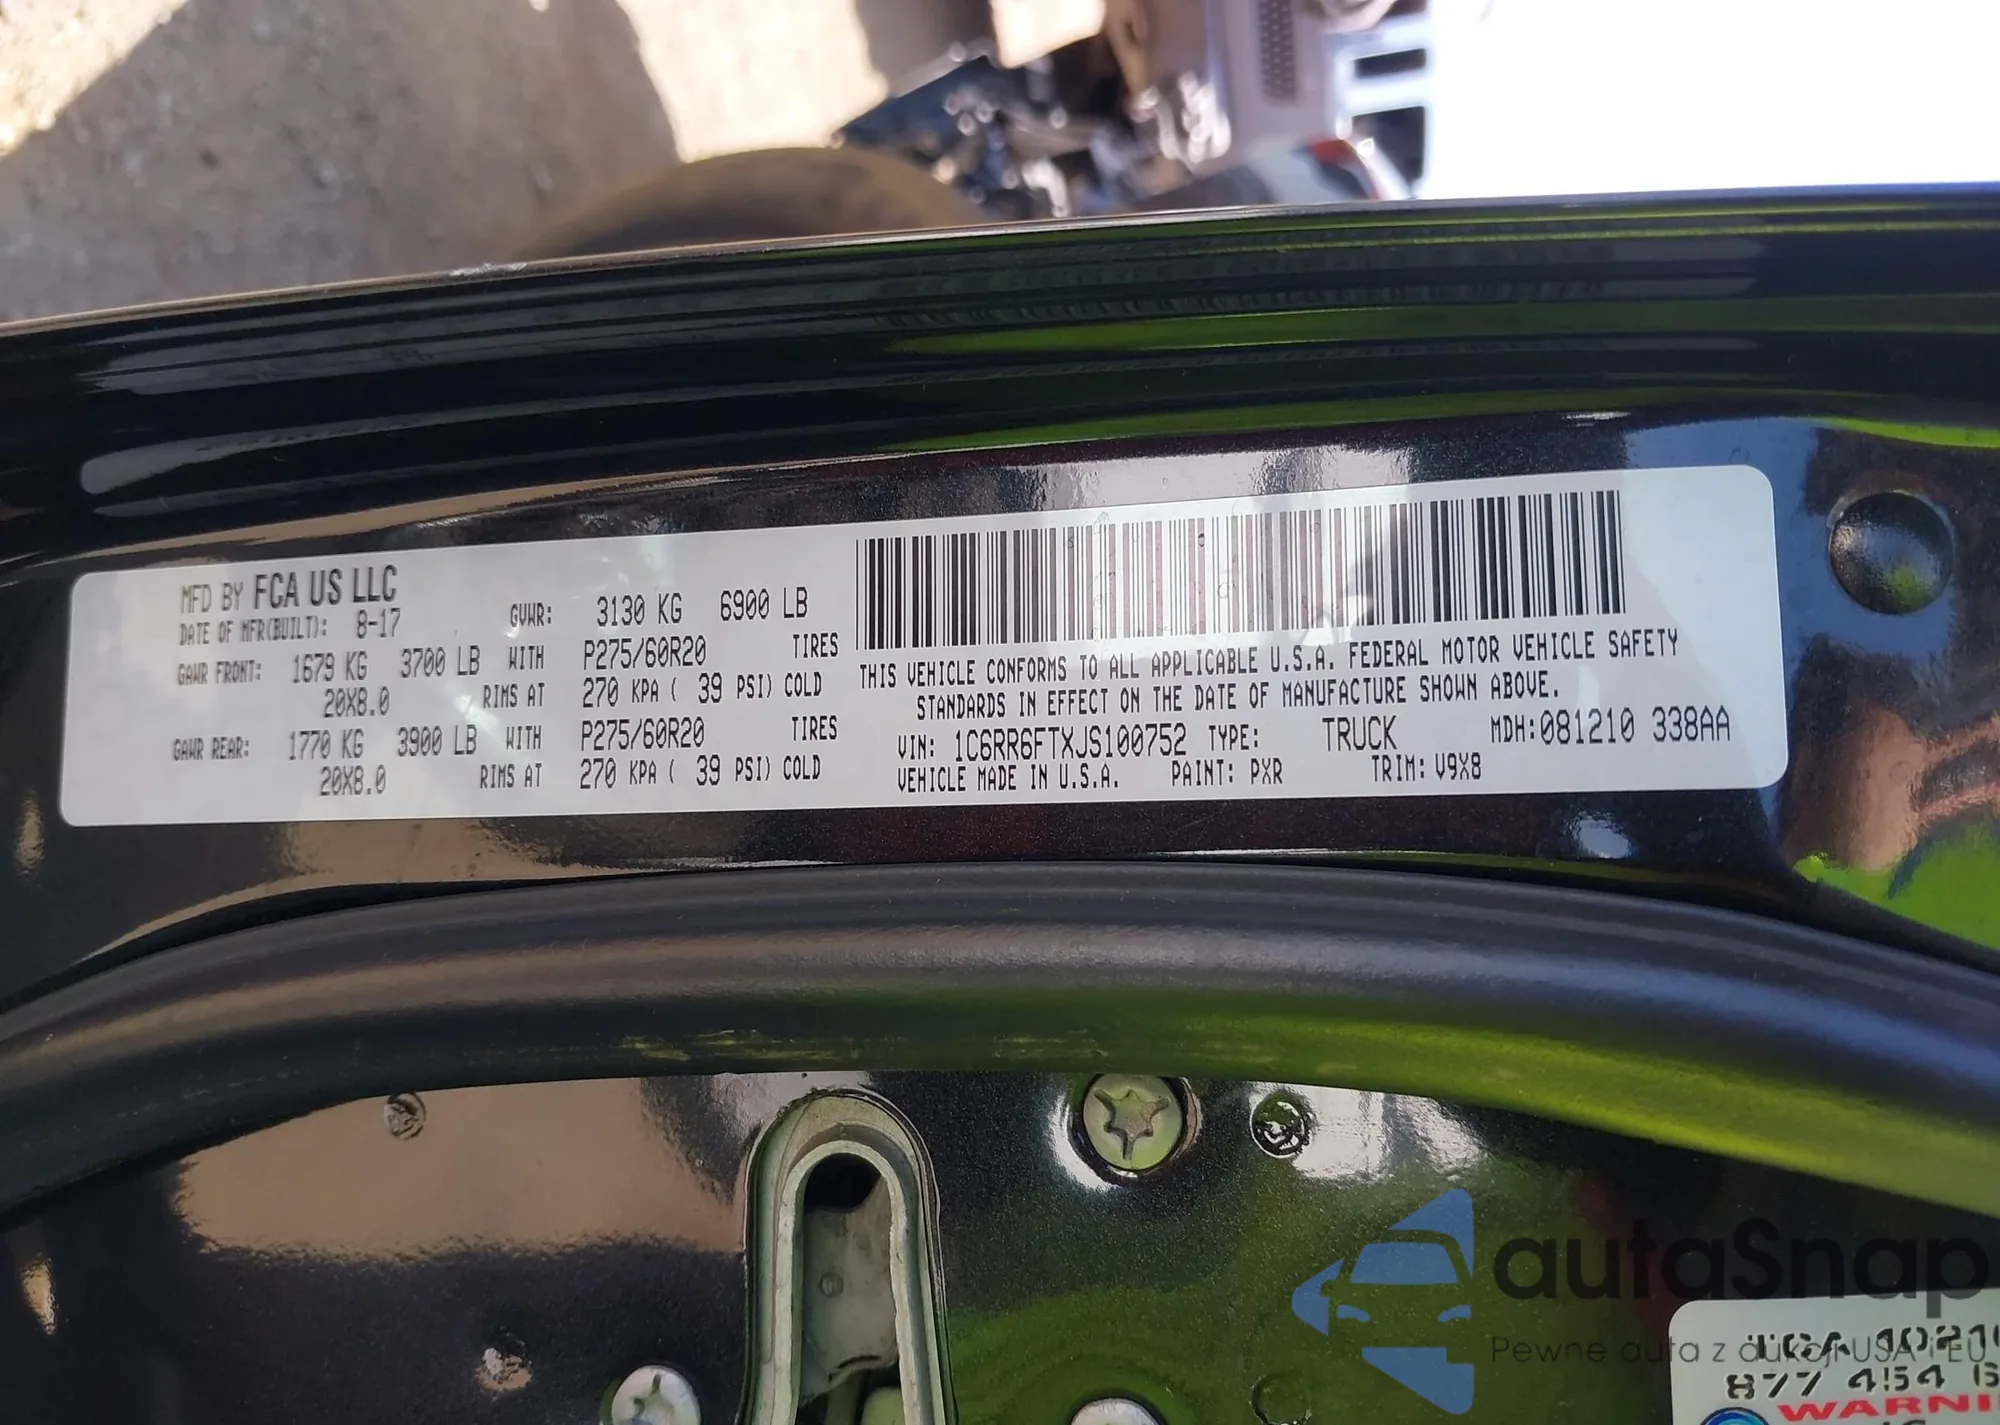 MFD BY FCA US LLC
DATE OF MFR(BUILT): 8-17 GVWR: 3130 KG 6900 LB
GAWR FRONT: 1679 KG 3700 LB WITH P275/60R20 TIRES
20X8.0 RIMS AT 270 KPA ( 39 PSI) COLD
GAWR REAR: 1770 KG 3900 LB WITH P275/60R20 TIRES
20X8.0 RIMS AT 270 KPA ( 39 PSI) COLD
THIS VEHICLE CONFORMS TO ALL APPLICABLE U.S.A. FEDERAL MOTOR VEHICLE SAFETY
STANDARDS IN EFFECT ON THE DATE OF MANUFACTURE SHOWN ABOVE.
VIN: 1C6RR6FTXJS100752 TYPE: TRUCK MDH:081210 338AA
VEHICLE MADE IN U.S.A. PAINT: PXR TRIM: V9X8
autaSnap
Pewne auta z aukcji USA i EU
877 454